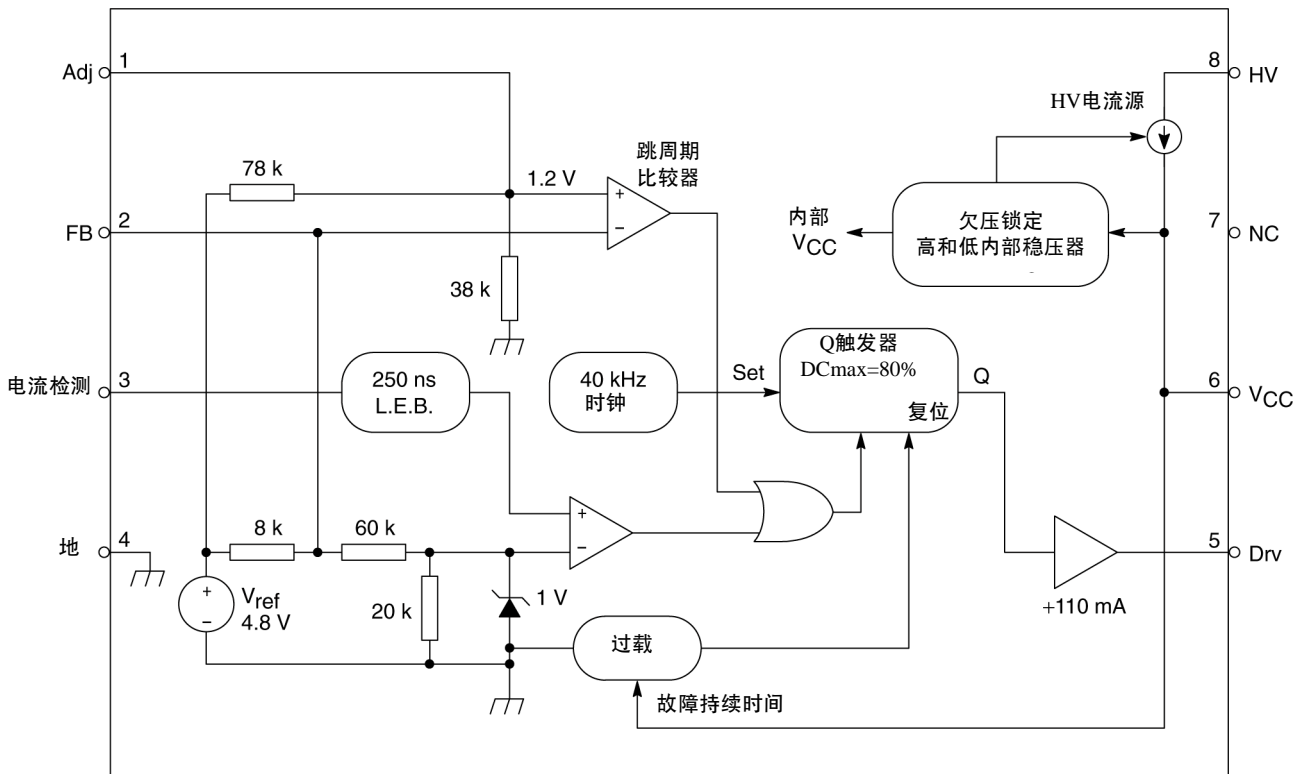 Adj
1
8
HV
HV电流源
跳周期
比较器
78 k
1.2 V
+
−
FB
2
内部
VCC
欠压锁定
高和低内部稳压器
7
NC
38 k
Q触发器
DCmax=80%
复位
电流检测
3
250 ns
L.E.B.
40 kHz
时钟
Set
Q
6
VCC
地
4
8 k
60 k
+
−
5
Drv
+
−
Vref
4.8 V
20 k
1 V
+110 mA
过载
故障持续时间